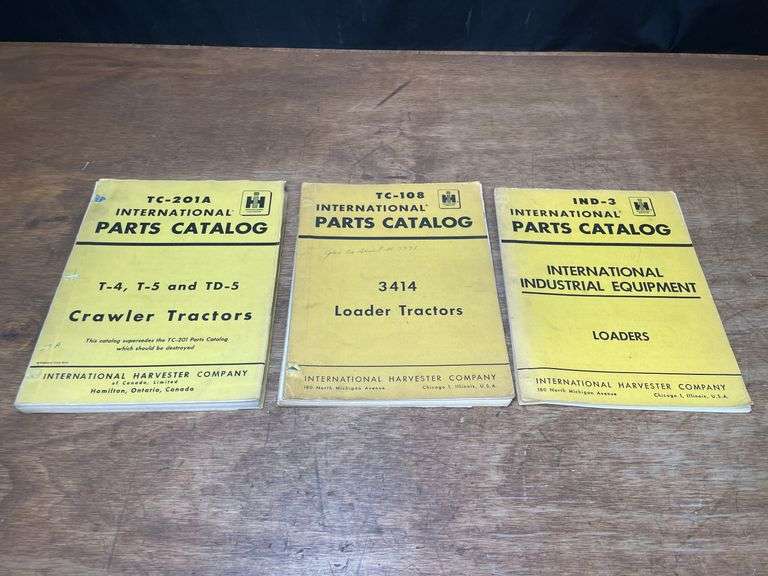 TC-201A
INTERNATIONAL
PARTS CATALOG
T-4, T-5 and TD-5
Crawler Tractors
This catalog supersedes the TC-201 Parts Catalog
which should be destroyed
INTERNATIONAL HARVESTER COMPANY
of Canada, Limited
Hamilton, Ontario, Canada
TC-108
INTERNATIONAL
PARTS CATALOG
3414
Loader Tractors
INTERNATIONAL HARVESTER COMPANY
180 North Michigan Avenue Chicago 1, Illinois, U.S.A.
IND-3
INTERNATIONAL
PARTS CATALOG
INTERNATIONAL
INDUSTRIAL EQUIPMENT
LOADERS
INTERNATIONAL HARVESTER COMPANY
180 North Michigan Avenue Chicago 1, Illinois, U.S.A.